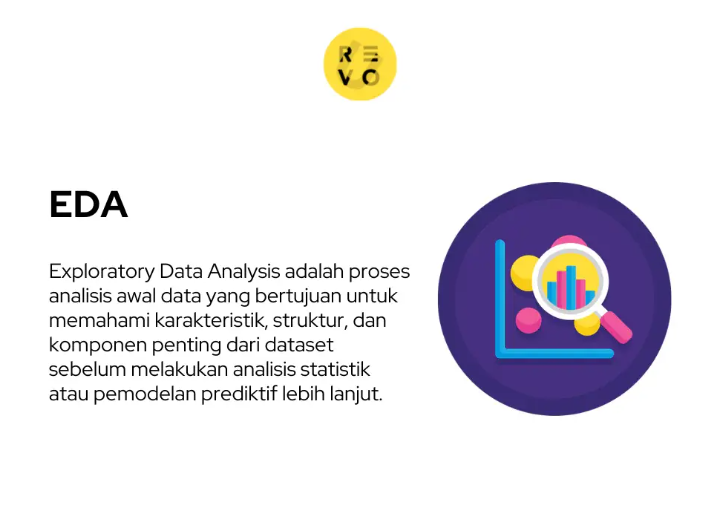 RE
VO
EDA
Exploratory Data Analysis adalah proses
analisis awal data yang bertujuan untuk
memahami karakteristik, struktur, dan
komponen penting dari dataset
sebelum melakukan analisis statistik
atau pemodelan prediktif lebih lanjut.